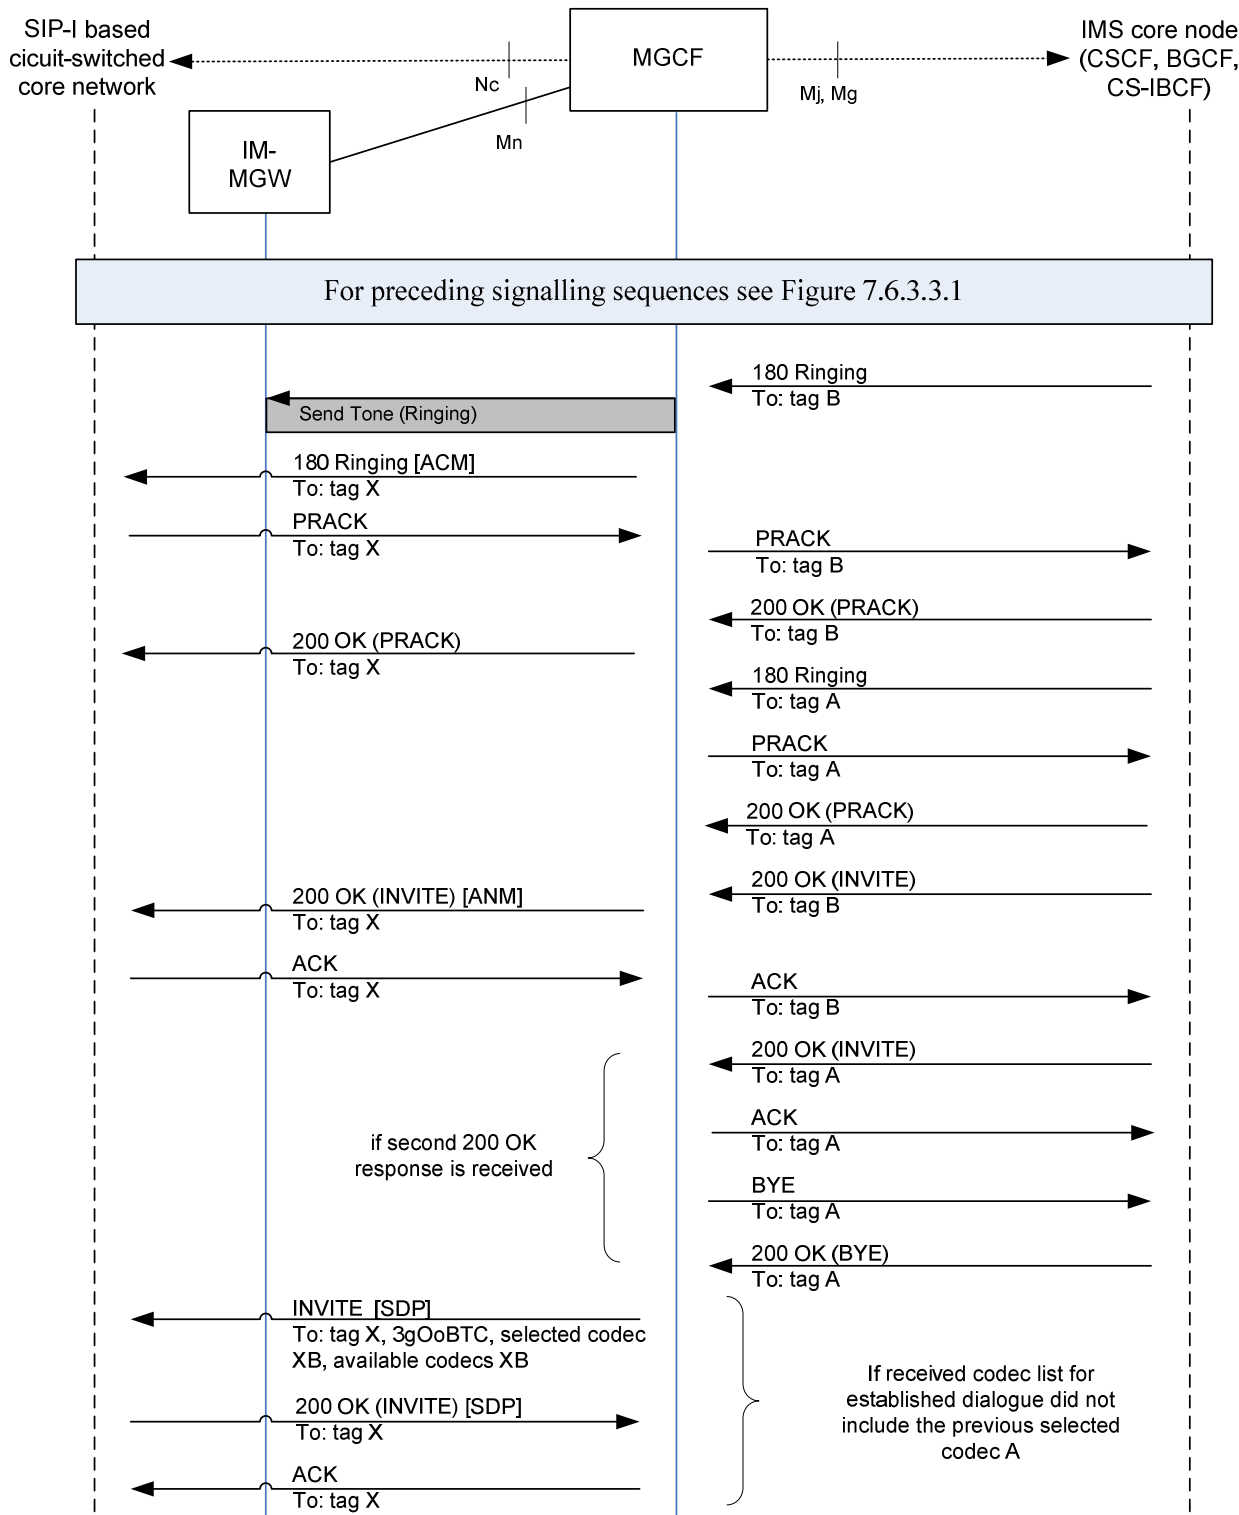 SIP-I based
cicuit-switched
core network
MGCF
IMS core node
(CSCF, BGCF,
CS-IBCF)
Nc
Mj, Mg
Mn
IM-
MGW
For preceding signalling sequences see Figure 7.6.3.3.1
180 Ringing
To: tag B
Send Tone (Ringing)
180 Ringing [ACM]
To: tag X
PRACK
To: tag X
PRACK
To: tag B
200 OK (PRACK)
To: tag B
200 OK (PRACK)
To: tag X
180 Ringing
To: tag A
PRACK
To: tag A
200 OK (PRACK)
To: tag A
200 OK (INVITE)
To: tag B
200 OK (INVITE) [ANM]
To: tag X
ACK
To: tag X
ACK
To: tag B
200 OK (INVITE)
To: tag A
ACK
To: tag A
if second 200 OK
response is received
BYE
To: tag A
200 OK (BYE)
To: tag A
INVITE [SDP]
To: tag X, 3gOoBTC, selected codec
XB, available codecs XB
If received codec list for
established dialogue did not
include the previous selected
codec A
200 OK (INVITE) [SDP]
To: tag X
ACK
To: tag X